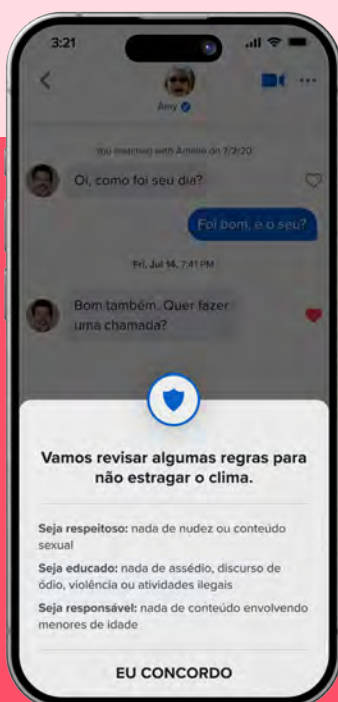 3:21
Amy
You matched with Amelie on 7/2/20
Oi, como foi seu dia?
Foi bom, e o seu?
Fri, Jul 14, 7:41 PM
Bom também. Quer fazer
uma chamada?
Vamos revisar algumas regras para
não estragar o clima.
Seja respeitoso: nada de nudez ou conteúdo
sexual
Seja educado: nada de assédio, discurso de
ódio, violência ou atividades ilegais
Seja responsável: nada de conteúdo envolvendo
menores de idade
EU CONCORDO